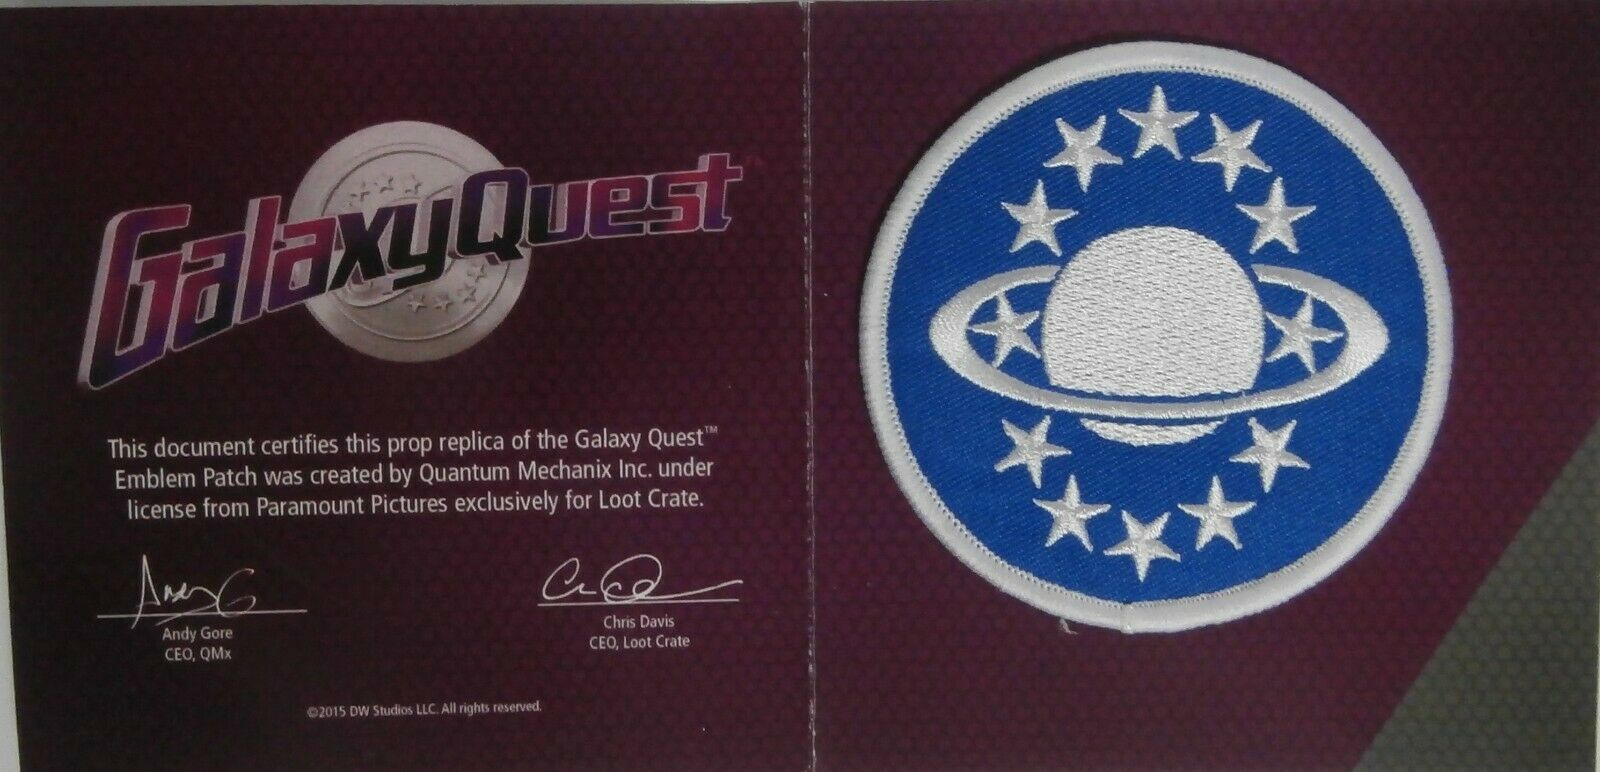 Galaxy Quest™
This document certifies this prop replica of the Galaxy Quest™
Emblem Patch was created by Quantum Mechanix Inc. under
license from Paramount Pictures exclusively for Loot Crate.
Andy G
Andy Gore
CEO, QMx
Chris Davis
CEO, Loot Crate
©2015 DW Studios LLC. All rights reserved.